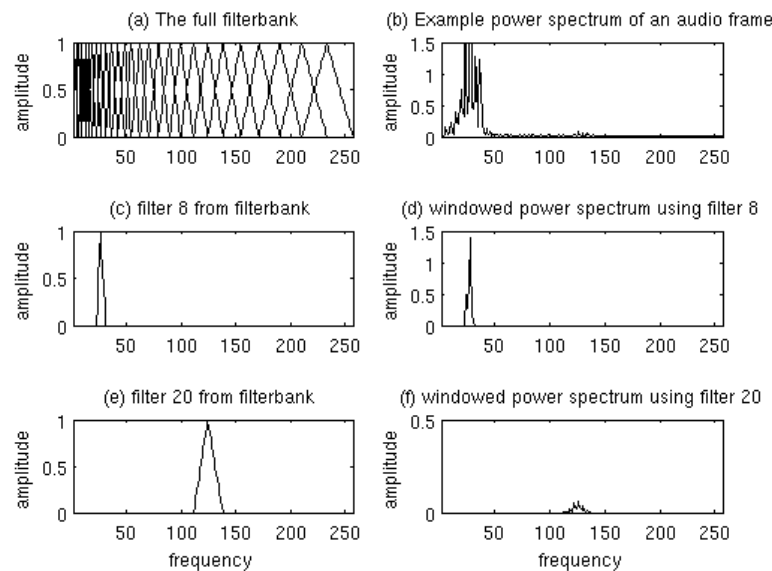 (a) The full filterbank
1
0.5
0
amplitude
50 100 150 200 250
(b) Example power spectrum of an audio frame
1.5
1
0.5
0
amplitude
50 100 150 200 250
(c) filter 8 from filterbank
1
0.5
0
amplitude
50 100 150 200 250
(d) windowed power spectrum using filter 8
1.5
1
0.5
0
amplitude
50 100 150 200 250
(e) filter 20 from filterbank
1
0.5
0
amplitude
50 100 150 200 250
frequency
(f) windowed power spectrum using filter 20
0.5
0
amplitude
50 100 150 200 250
frequency